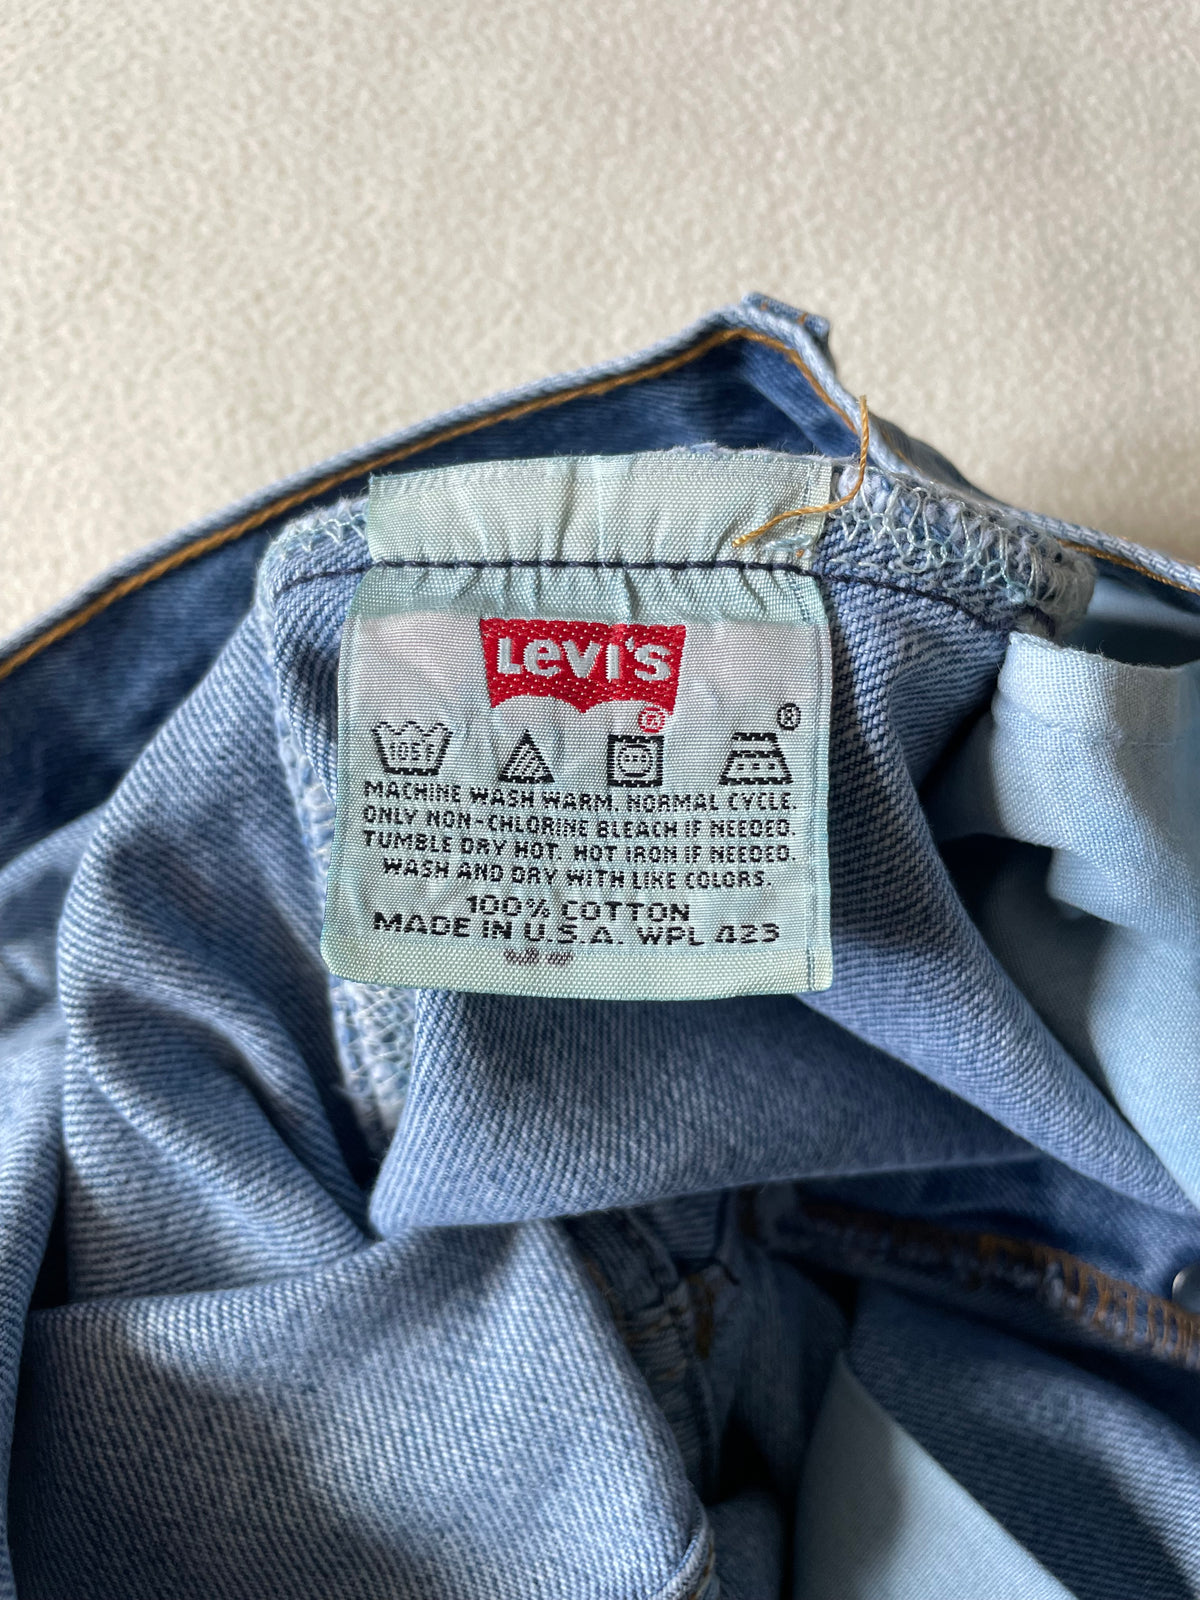 Levi's
®
®
105F
MACHINE WASH WARM. NORMAL CYCLE.
ONLY NON-CHLORINE BLEACH IF NEEDED.
TUMBLE DRY HOT. HOT IRON IF NEEDED.
WASH AND DRY WITH LIKE COLORS.
100% COTTON
MADE IN U.S.A. WPL 423